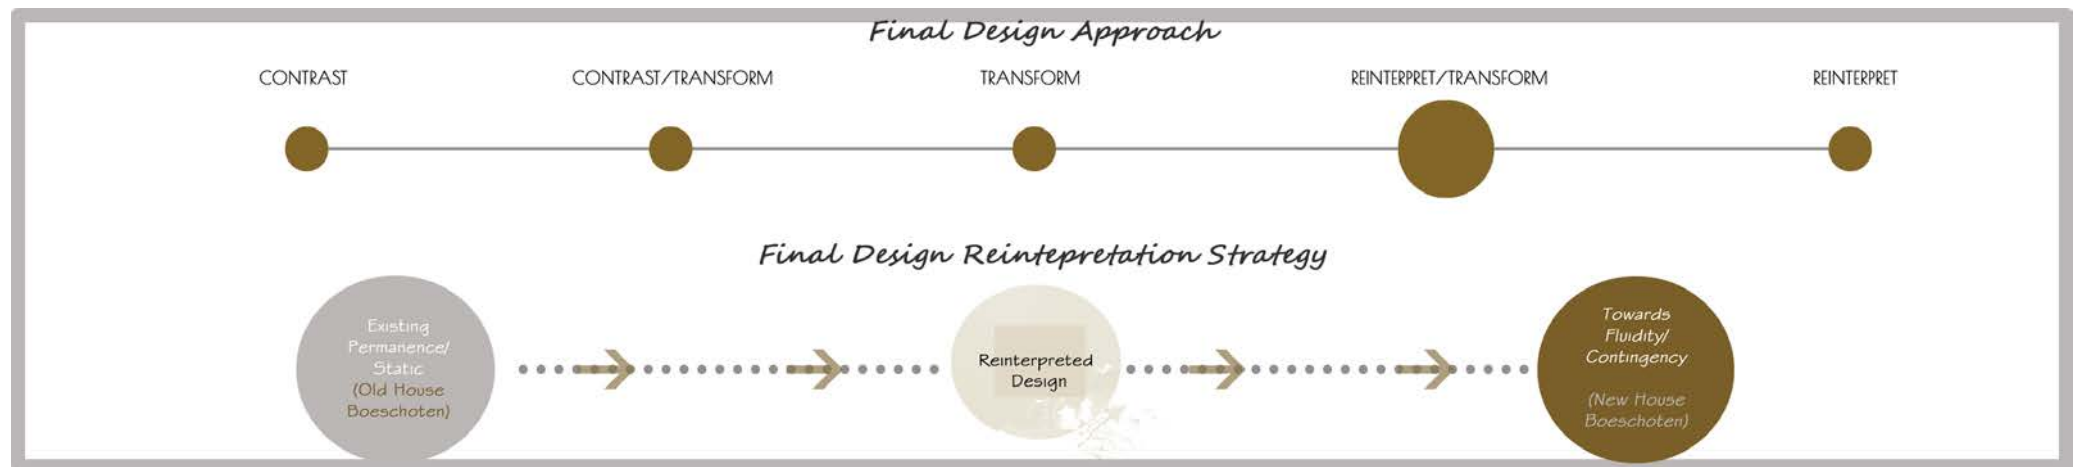 Final Design Approach
CONTRAST
CONTRAST/TRANSFORM
TRANSFORM
REINTERPRET/TRANSFORM
REINTERPRET
Final Design Reintepretation Strategy
Existing
Permanence/
Static
(Old House
Boeschoten)
Reinterpreted
Design
Towards
Fluidity/
Contingency
(New House
Boeschoten)